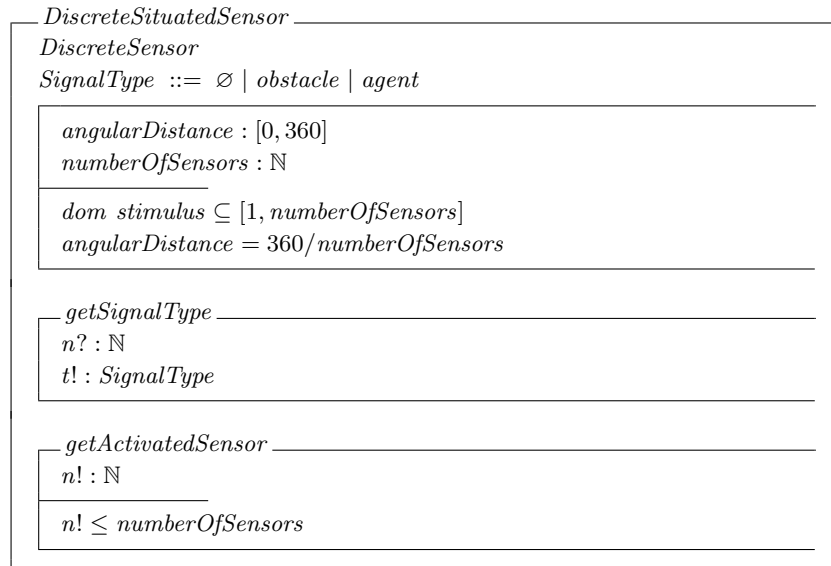 DiscreteSituatedSensor
DiscreteSensor
SignalType ::= ∅ | obstacle | agent
angularDistance : [0, 360]
numberOfSensors : ℕ
dom stimulus ⊆ [1, numberOfSensors]
angularDistance = 360/numberOfSensors
getSignalType
n? : ℕ
t! : SignalType
getActivatedSensor
n! : ℕ
n! ≤ numberOfSensors